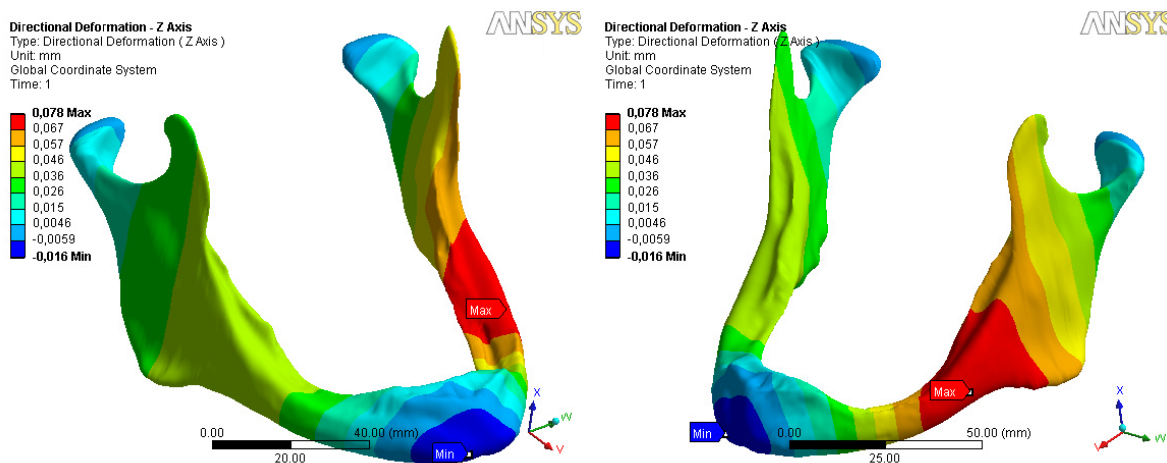 Directional Deformation - Z Axis
Type: Directional Deformation ( Z Axis )
Unit: mm
Global Coordinate System
Time: 1
ANSYS
0,078 Max
0,067
0,057
0,046
0,036
0,026
0,015
0,0046
-0,0059
-0,016 Min
Max
Min
0.00
40.00 (mm)
20.00
X
W
V
Directional Deformation - Z Axis
Type: Directional Deformation ( Z Axis )
Unit: mm
Global Coordinate System
Time: 1
ANSYS
0,078 Max
0,067
0,057
0,046
0,036
0,026
0,015
0,0046
-0,0059
-0,016 Min
Max
Min
0.00
50.00 (mm)
25.00
X
V
W